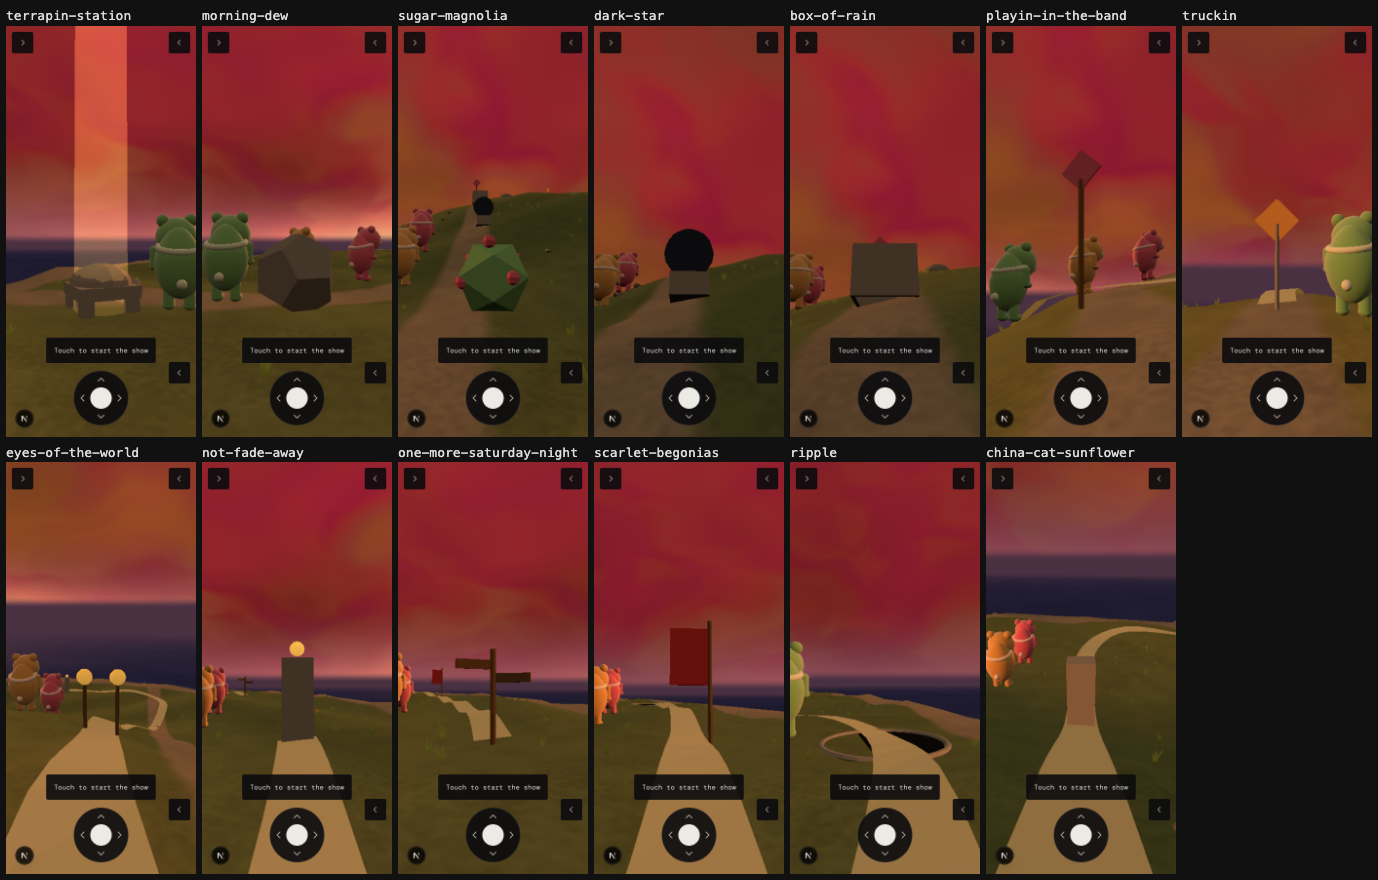 terrapin-station
morning-dew
sugar-magnolia
dark-star
box-of-rain
playin-in-the-band
truckin
Touch to start the show
Touch to start the show
Touch to start the show
Touch to start the show
Touch to start the show
Touch to start the show
Touch to start the show
N
N
N
N
N
N
N
eyes-of-the-world
not-fade-away
one-more-saturday-night
scarlet-begonias
ripple
china-cat-sunflower
Touch to start the show
Touch to start the show
Touch to start the show
Touch to start the show
Touch to start the show
Touch to start the show
N
N
N
N
N
N